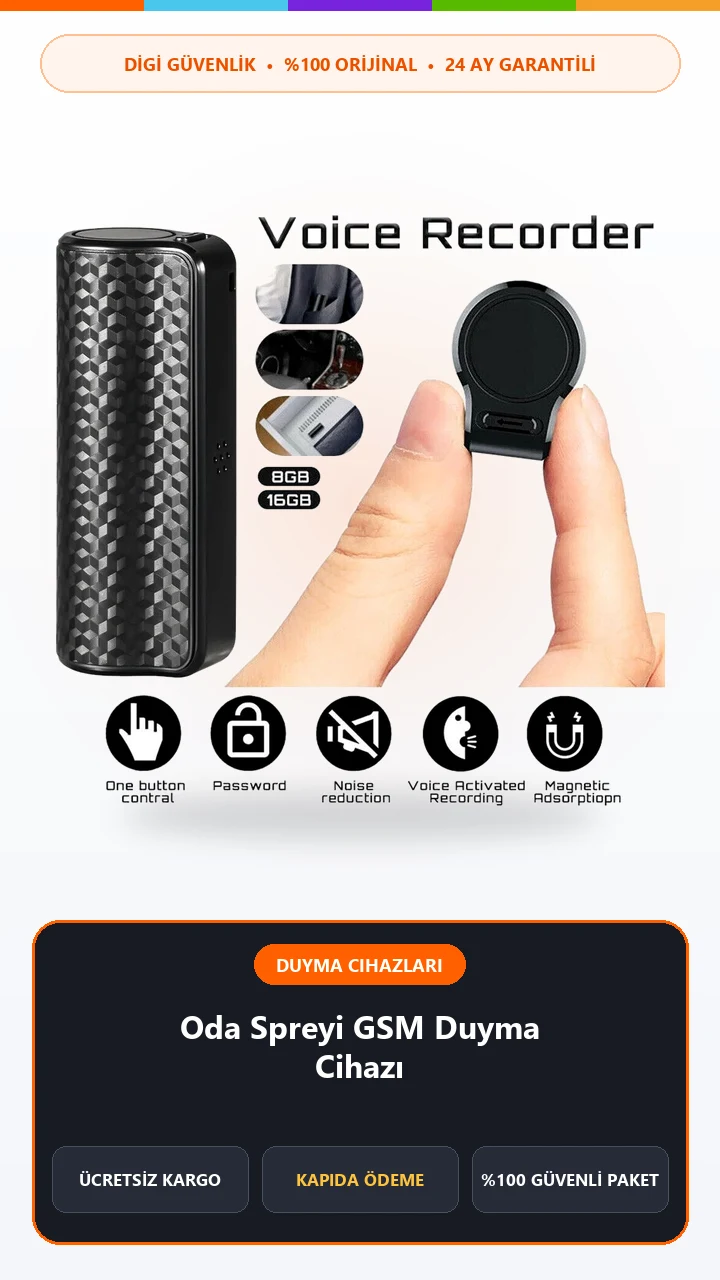 DİGİ GÜVENLİK • %100 ORİJİNAL • 24 AY GARANTİLİ
Voice Recorder
8GB
16GB
One button
contral
Password
Noise
reduction
Voice Activated
Recording
Magnetic
Adsorptiopn
DUYMA CIHAZLARI
Oda Spreyi GSM Duyma
Cihazı
ÜCRETSİZ KARGO
KAPIDA ÖDEME
%100 GÜVENLİ PAKET